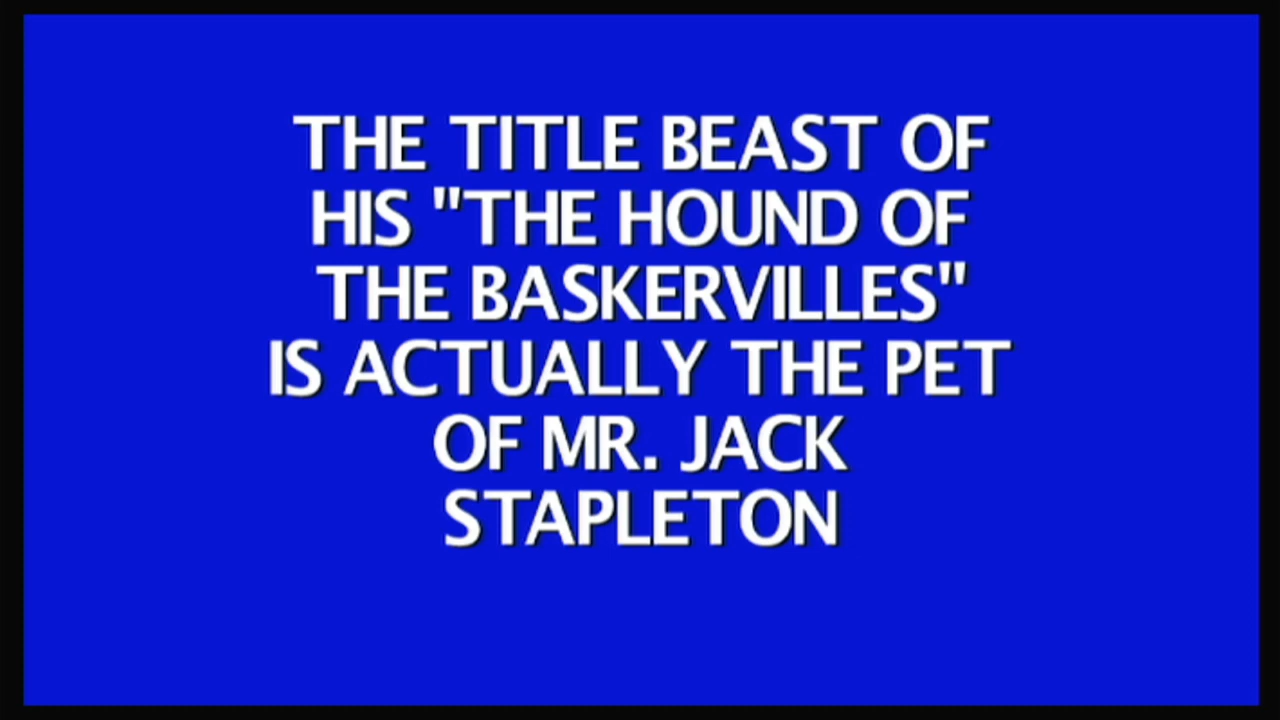 THE TITLE BEAST OF
HIS "THE HOUND OF
THE BASKERVILLES"
IS ACTUALLY THE PET
OF MR. JACK
STAPLETON